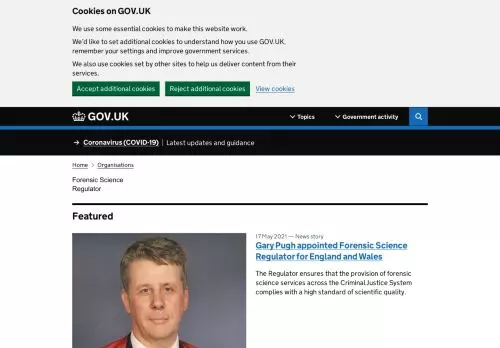 Cookies on GOV.UK
We use some essential cookies to make this website work.
We'd like to set additional cookies to understand how you use GOV.UK,
remember your settings and improve government services.
We also use cookies set by other sites to help us deliver content from their
services.
Accept additional cookies Reject additional cookies View cookies
GOV.UK Topics Government activity
→ Coronavirus (COVID-19) | Latest updates and guidance
Home > Organisations
Forensic Science
Regulator
Featured
17 May 2021 — News story
Gary Pugh appointed Forensic Science
Regulator for England and Wales
The Regulator ensures that the provision of forensic
science services across the Criminal Justice System
complies with a high standard of scientific quality.